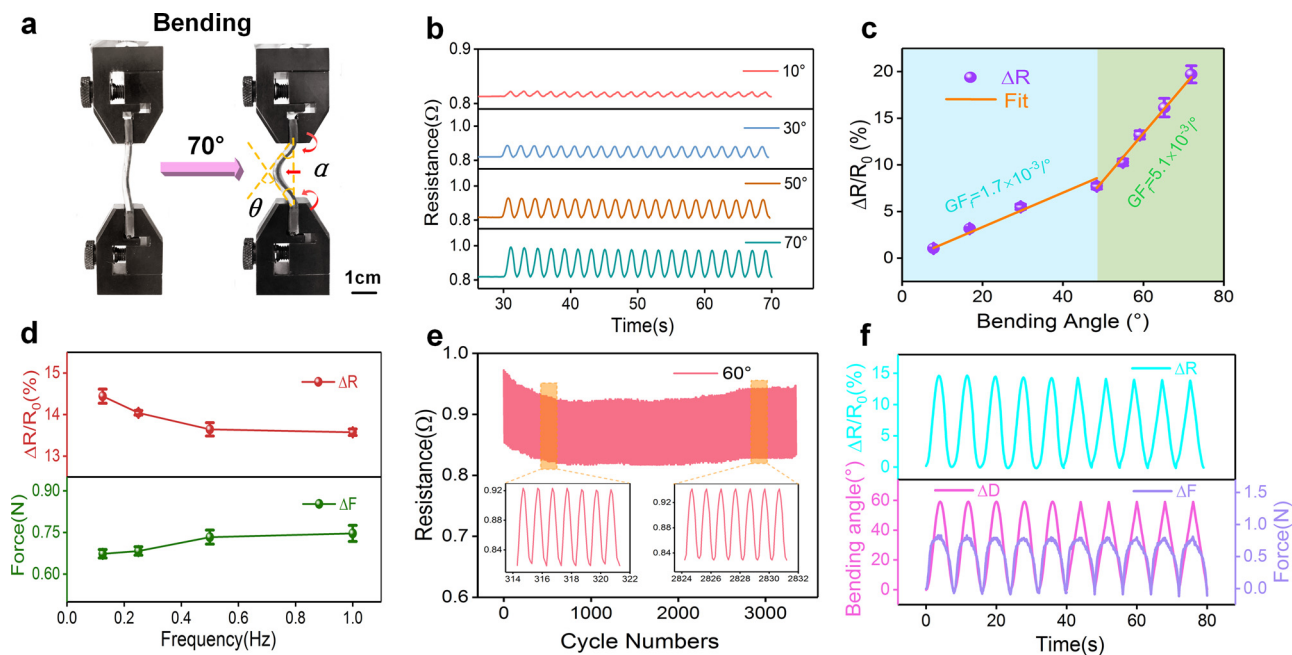 a
Bending
70°
θ
α
1cm
b
0.9
0.8
1.0
0.8
1.0
0.8
1.0
0.8
Resistance(Ω)
10°
30°
50°
70°
30 40 50 60 70
Time(s)
c
20
15
10
5
0
ΔR/R0 (%)
ΔR
Fit
GFf=1.7×10-3/°
GFf=5.1×10-3/°
0 20 40 60 80
Bending Angle (°)
d
15
14
13
ΔR/R0(%)
ΔR
0.90
0.75
0.60
Force(N)
ΔF
0.0 0.2 0.4 0.6 0.8 1.0
Frequency(Hz)
e
1.0
0.9
0.8
0.7
0.6
Resistance(Ω)
60°
0.92
0.88
0.84
314 316 318 320 322
0.92
0.88
0.84
2824 2826 2828 2830 2832
0 1000 2000 3000
Cycle Numbers
f
15
10
5
0
ΔR/R0(%)
ΔR
60
40
20
0
Bending angle(°)
ΔD
ΔF
1.5
1.0
0.5
0.0
Force(N)
0 20 40 60 80
Time(s)